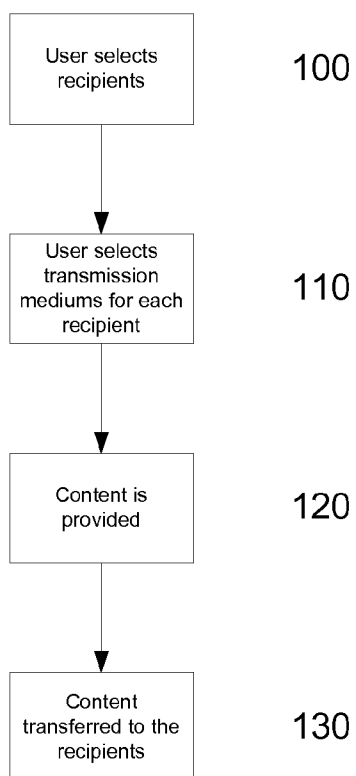 User selects
recipients
100
User selects
transmission
mediums for each
recipient
110
Content is
provided
120
Content
transferred to the
recipients
130